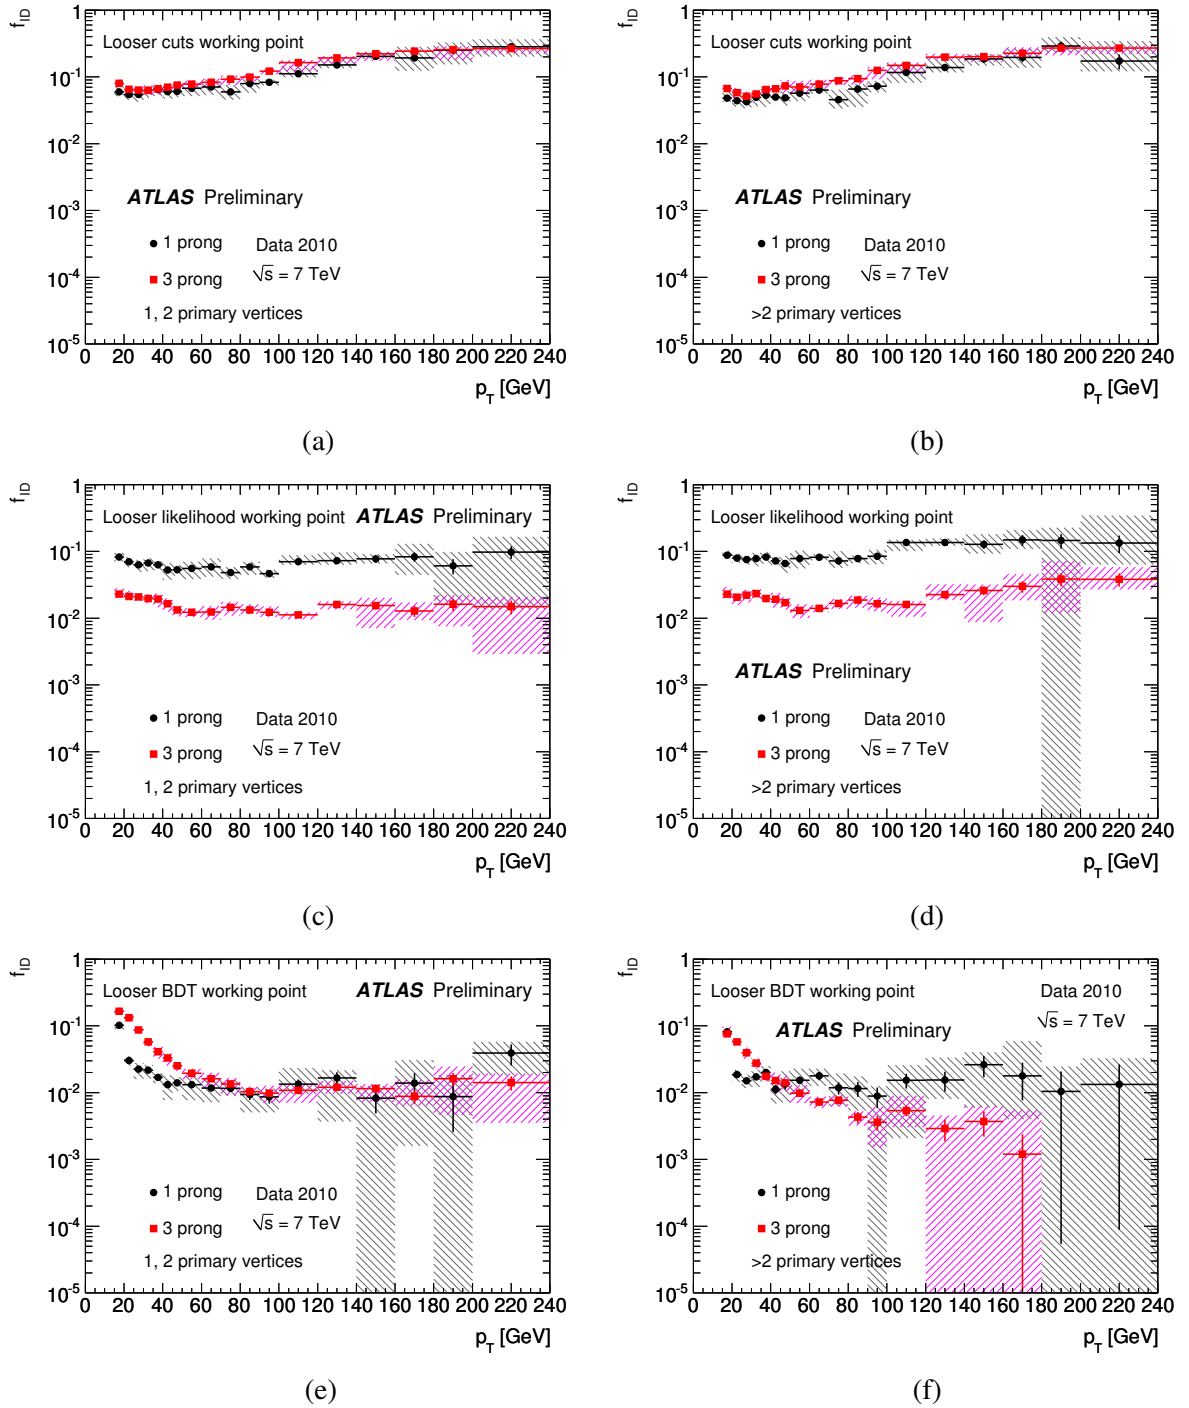 f_ID
1
Looser cuts working point
10^-1
10^-2
10^-3
ATLAS Preliminary
1 prong Data 2010
3 prong √s = 7 TeV
10^-4
1, 2 primary vertices
10^-5
0 20 40 60 80 100 120 140 160 180 200 220 240
p_T [GeV]
(a)
f_ID
1
Looser cuts working point
10^-1
10^-2
10^-3
ATLAS Preliminary
1 prong Data 2010
3 prong √s = 7 TeV
10^-4
>2 primary vertices
10^-5
0 20 40 60 80 100 120 140 160 180 200 220 240
p_T [GeV]
(b)
f_ID
1
Looser likelihood working point ATLAS Preliminary
10^-1
10^-2
10^-3
1 prong Data 2010
3 prong √s = 7 TeV
10^-4
1, 2 primary vertices
10^-5
0 20 40 60 80 100 120 140 160 180 200 220 240
p_T [GeV]
(c)
f_ID
1
Looser likelihood working point
10^-1
10^-2
10^-3
ATLAS Preliminary
1 prong Data 2010
3 prong √s = 7 TeV
10^-4
>2 primary vertices
10^-5
0 20 40 60 80 100 120 140 160 180 200 220 240
p_T [GeV]
(d)
f_ID
1
Looser BDT working point ATLAS Preliminary
10^-1
10^-2
10^-3
1 prong Data 2010
3 prong √s = 7 TeV
10^-4
1, 2 primary vertices
10^-5
0 20 40 60 80 100 120 140 160 180 200 220 240
p_T [GeV]
(e)
f_ID
1
Looser BDT working point Data 2010
√s = 7 TeV
ATLAS Preliminary
10^-1
10^-2
10^-3
1 prong
3 prong
10^-4
>2 primary vertices
10^-5
0 20 40 60 80 100 120 140 160 180 200 220 240
p_T [GeV]
(f)